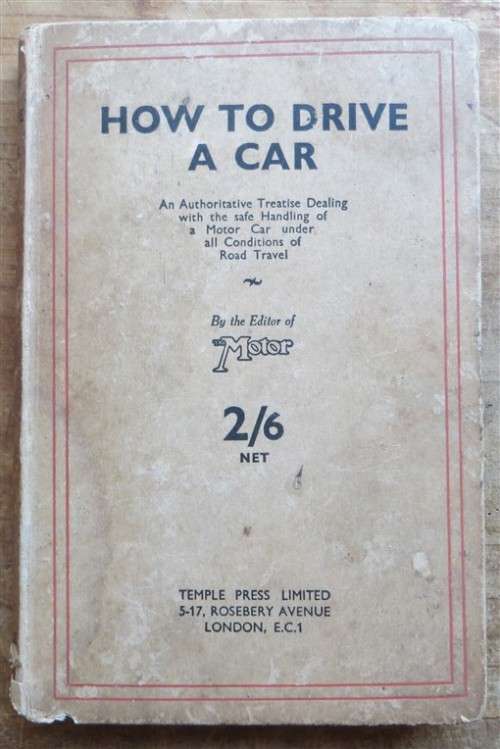 HOW TO DRIVE
A CAR
An Authoritative Treatise Dealing
with the safe Handling of
a Motor Car under
all Conditions of
Road Travel
By the Editor of
The Motor
2/6
NET
TEMPLE PRESS LIMITED
5-17, ROSEBERY AVENUE
LONDON, E.C.1